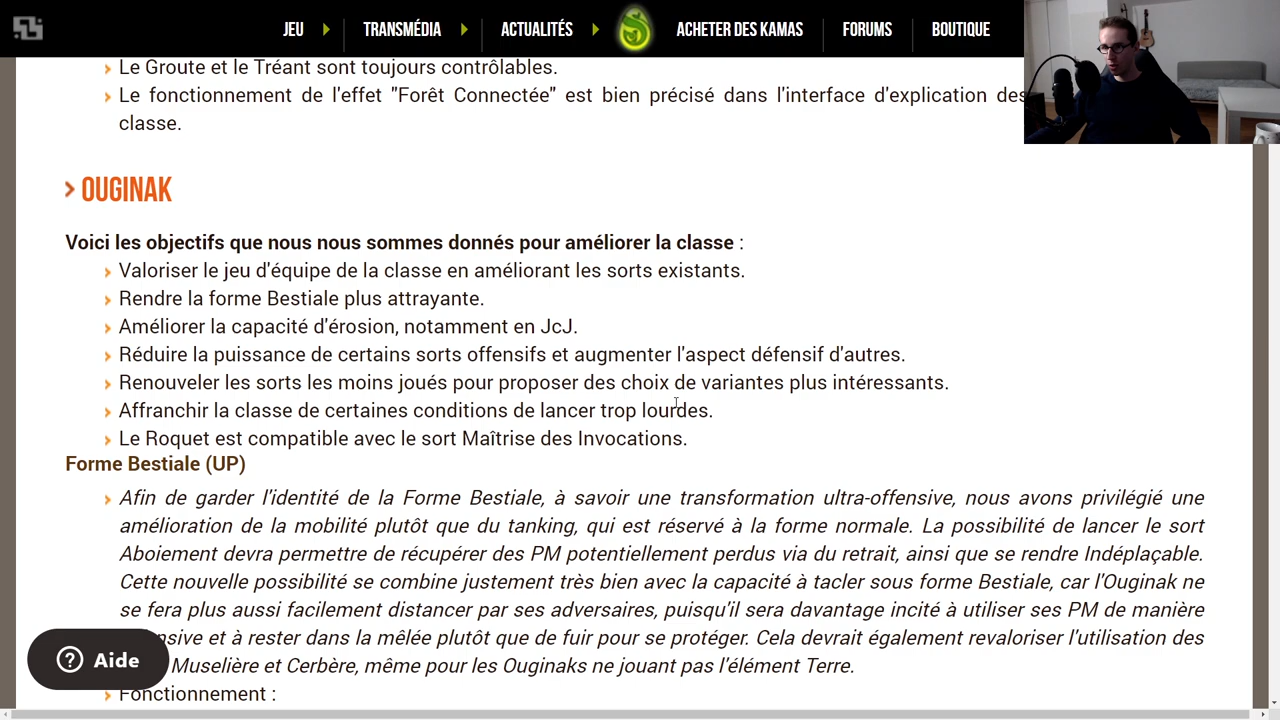 JEU
TRANSMÉDIA
ACTUALITÉS
ACHETER DES KAMAS
FORUMS
BOUTIQUE
Le Groute et le Tréant sont toujours contrôlables.
Le fonctionnement de l'effet "Forêt Connectée" est bien précisé dans l'interface d'explication des
classe.
> OUGINAK
Voici les objectifs que nous nous sommes donnés pour améliorer la classe :
Valoriser le jeu d'équipe de la classe en améliorant les sorts existants.
Rendre la forme Bestiale plus attrayante.
Améliorer la capacité d'érosion, notamment en JcJ.
Réduire la puissance de certains sorts offensifs et augmenter l'aspect défensif d'autres.
Renouveler les sorts les moins joués pour proposer des choix de variantes plus intéressants.
Affranchir la classe de certaines conditions de lancer trop lourdes.
Le Roquet est compatible avec le sort Maîtrise des Invocations.
Forme Bestiale (UP)
Afin de garder l'identité de la Forme Bestiale, à savoir une transformation ultra-offensive, nous avons privilégié une
amélioration de la mobilité plutôt que du tanking, qui est réservé à la forme normale. La possibilité de lancer le sort
Aboiement devra permettre de récupérer des PM potentiellement perdus via du retrait, ainsi que se rendre Indéplaçable.
Cette nouvelle possibilité se combine justement très bien avec la capacité à tacler sous forme Bestiale, car l'Ouginak ne
se fera plus aussi facilement distancer par ses adversaires, puisqu'il sera davantage incité à utiliser ses PM de manière
nsive et à rester dans la mêlée plutôt que de fuir pour se protéger. Cela devrait également revaloriser l'utilisation des
Muselière et Cerbère, même pour les Ouginaks ne jouant pas l'élément Terre.
Fonctionnement :
Aide